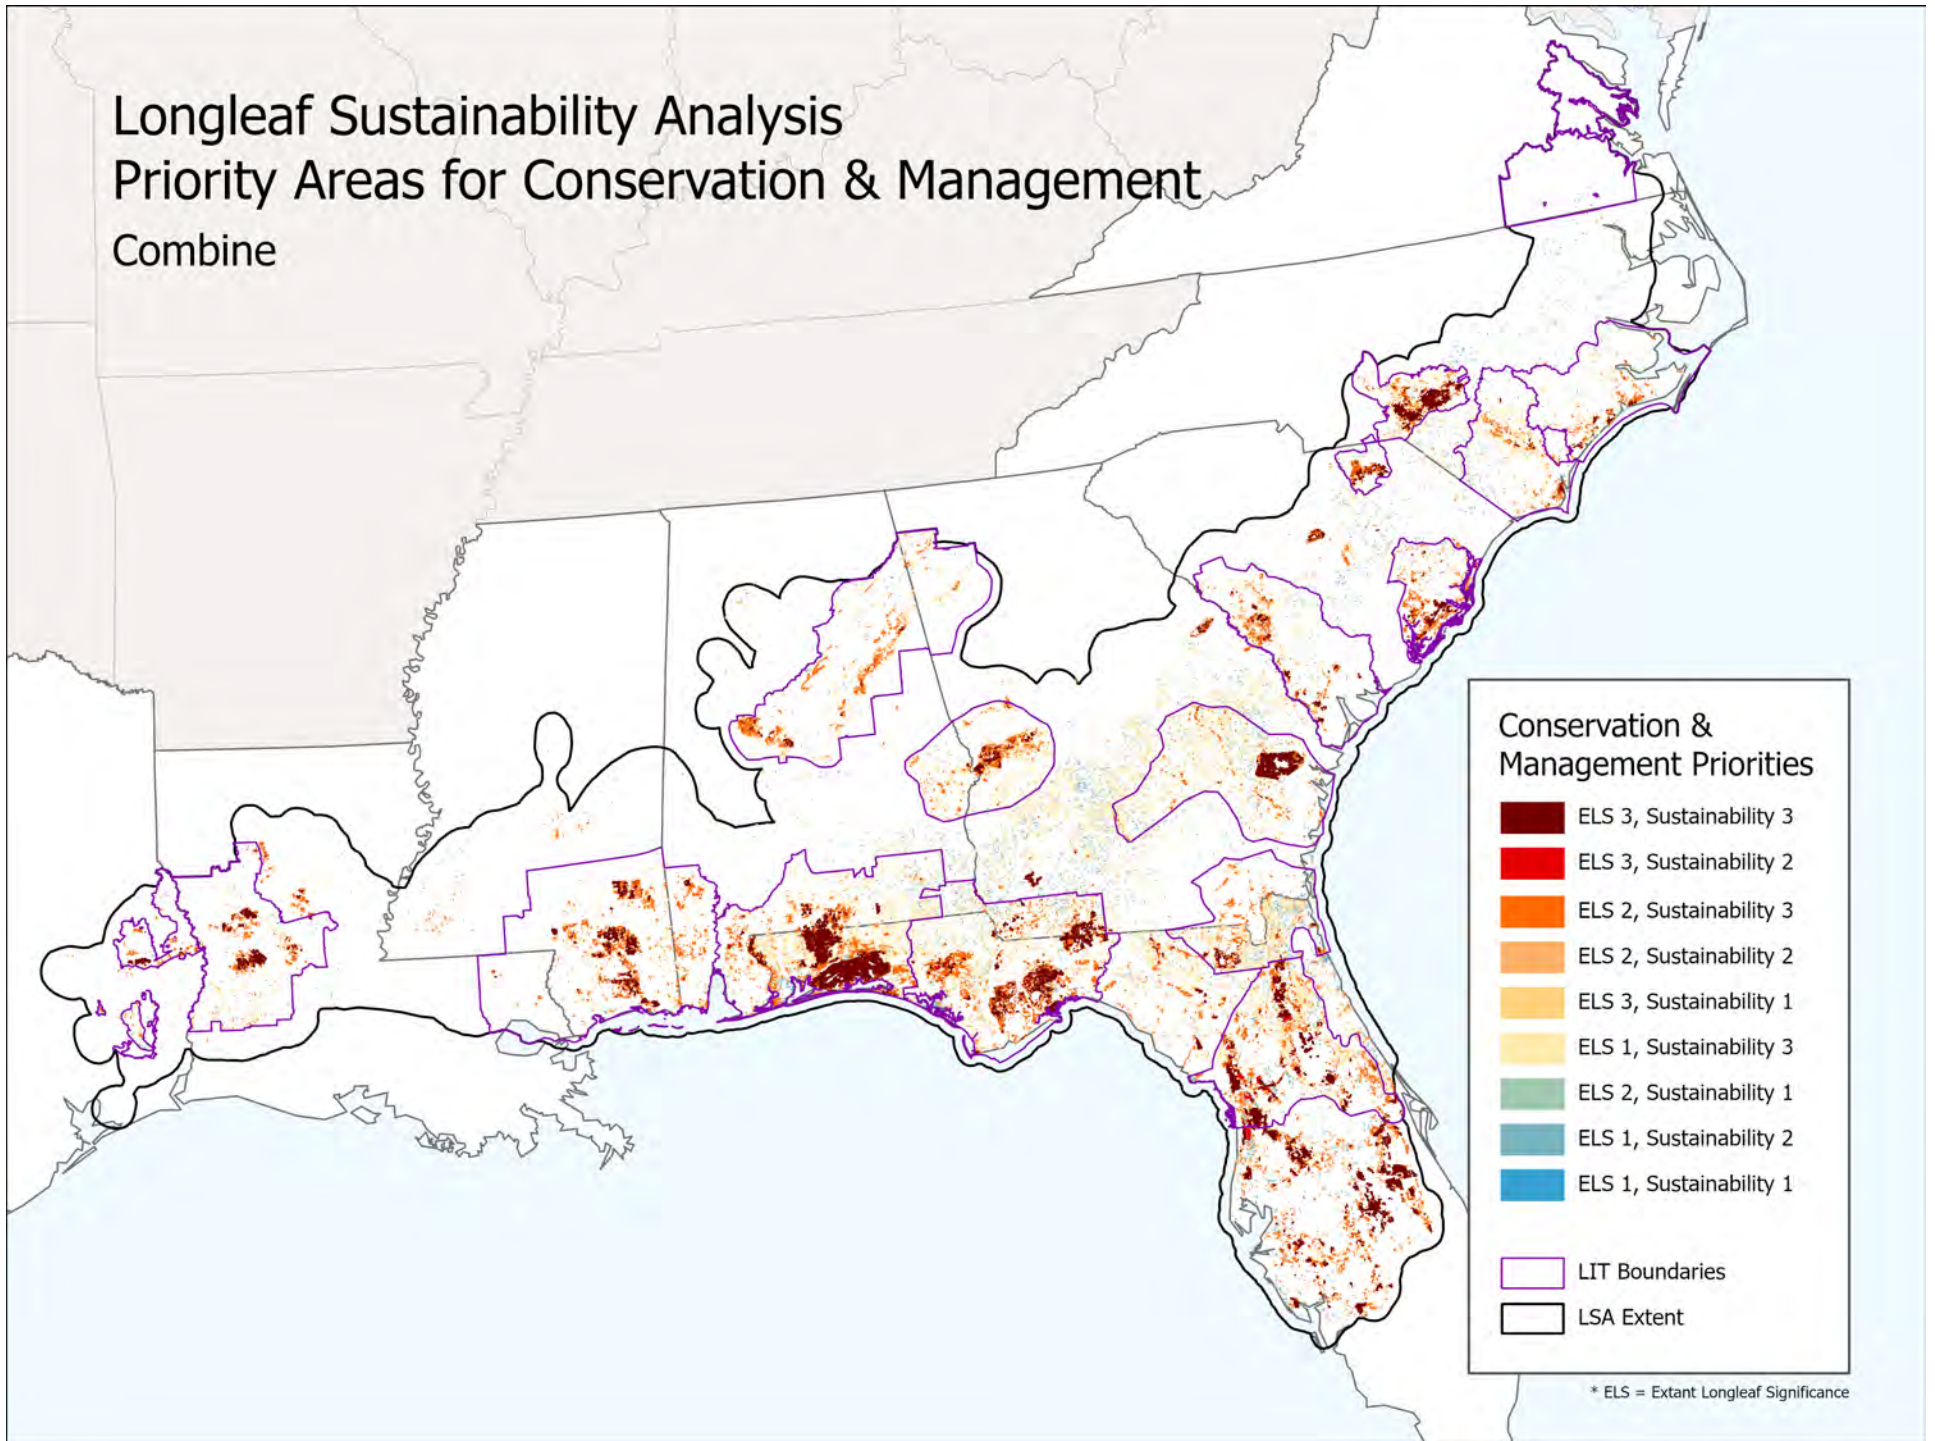 Longleaf Sustainability Analysis
Priority Areas for Conservation & Management
Combine
Conservation &
Management Priorities
ELS 3, Sustainability 3
ELS 3, Sustainability 2
ELS 2, Sustainability 3
ELS 2, Sustainability 2
ELS 3, Sustainability 1
ELS 1, Sustainability 3
ELS 2, Sustainability 1
ELS 1, Sustainability 2
ELS 1, Sustainability 1
LIT Boundaries
LSA Extent
* ELS = Extant Longleaf Significance